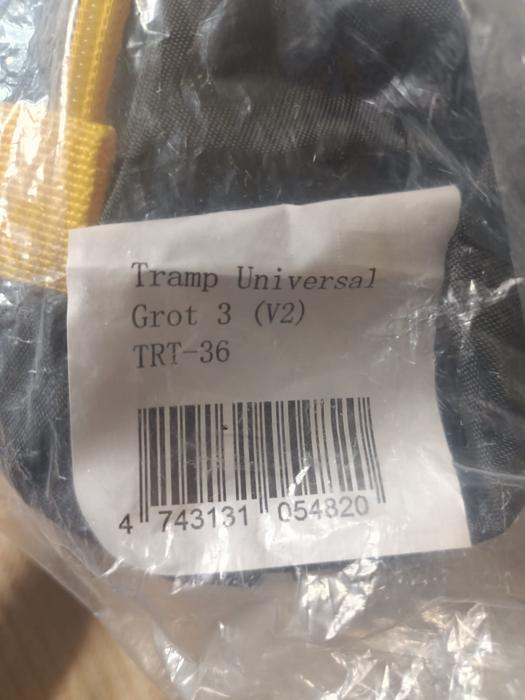 Tramp Universal
Grot 3 (V2)
TRT-36
4 743131 054820